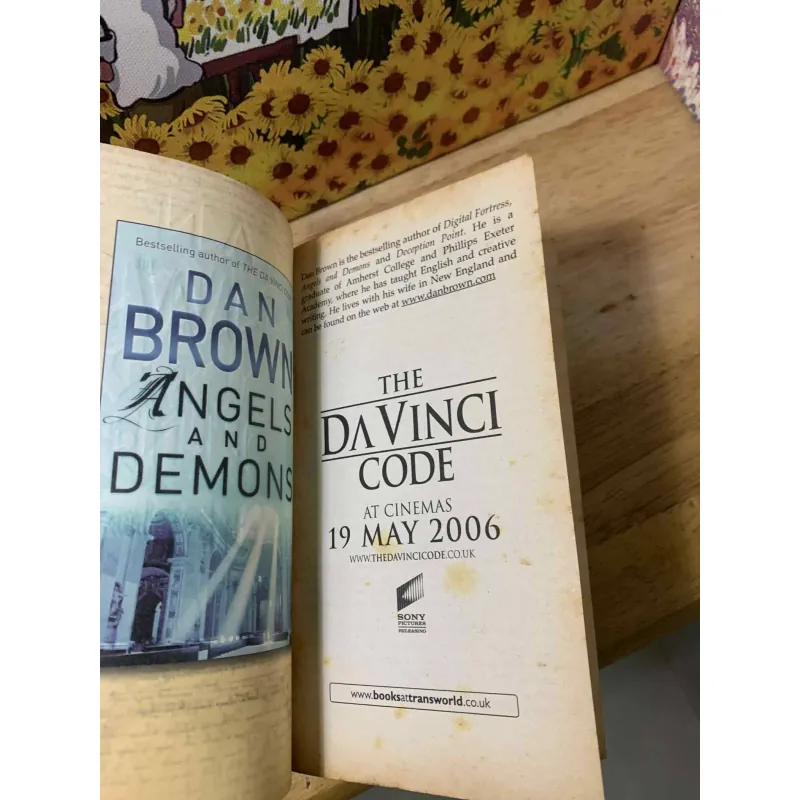 Bestselling author of THE DA VINCI CODE
DAN
BROWN
ANGELS
AND
DEMONS
Dan Brown is the bestselling author of Digital Fortress,
Angels and Demons and Deception Point. He is a
graduate of Amherst College and Phillips Exeter
Academy, where he has taught English and creative
writing. He lives with his wife in New England and
can be found on the web at www.danbrown.com
THE
DA VINCI
CODE
AT CINEMAS
19 MAY 2006
WWW.THEDAVINCICODE.CO.UK
SONY
PICTURES
RELEASING
www.booksattransworld.co.uk